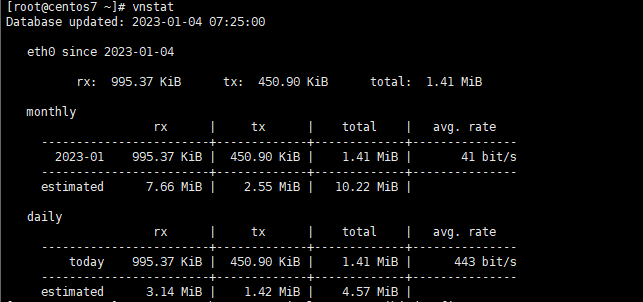 [root@centos7 ~]# vnstat
Database updated: 2023-01-04 07:25:00
eth0 since 2023-01-04
rx: 995.37 KiB tx: 450.90 KiB total: 1.41 MiB
monthly
rx | tx | total | avg. rate
------------------------+-------------+-------------+---------------
2023-01 995.37 KiB | 450.90 KiB | 1.41 MiB | 41 bit/s
------------------------+-------------+-------------+---------------
estimated 7.66 MiB | 2.55 MiB | 10.22 MiB |
daily
rx | tx | total | avg. rate
------------------------+-------------+-------------+---------------
today 995.37 KiB | 450.90 KiB | 1.41 MiB | 443 bit/s
------------------------+-------------+-------------+---------------
estimated 3.14 MiB | 1.42 MiB | 4.57 MiB |